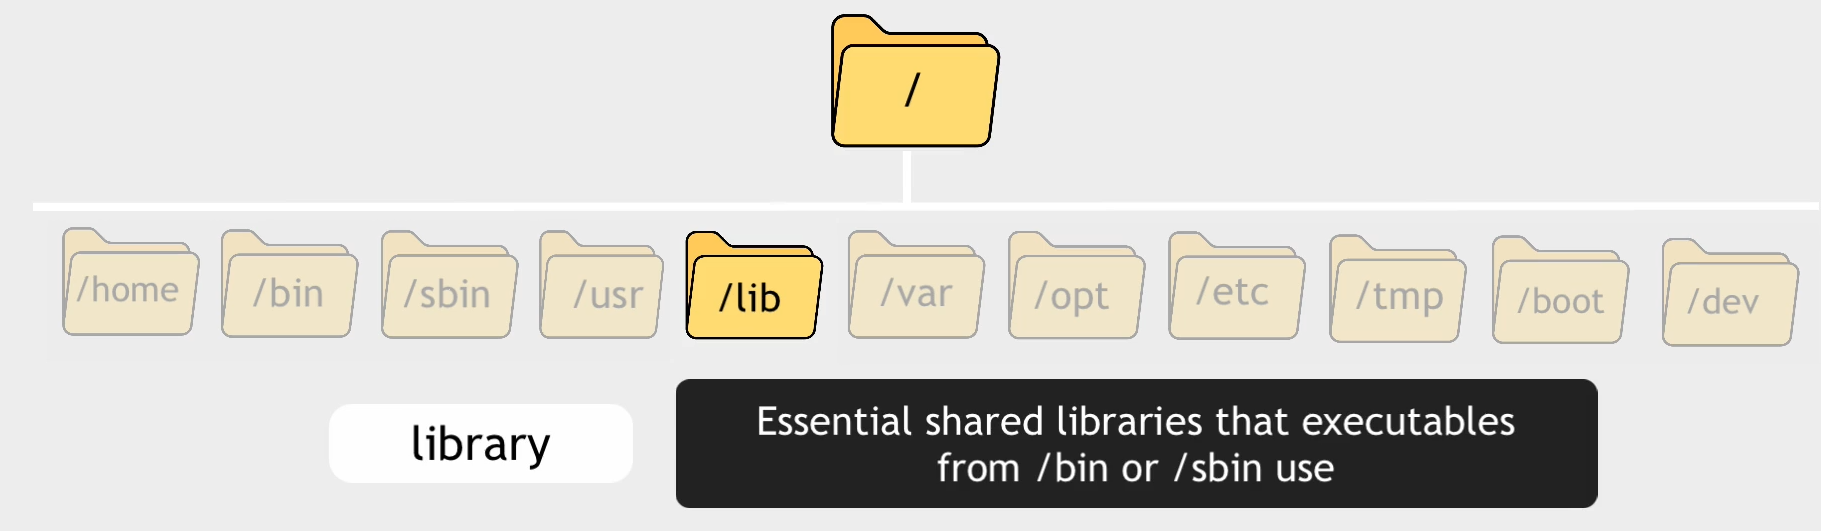 /
/home /bin /sbin /usr /lib /var /opt /etc /tmp /boot /dev
library
Essential shared libraries that executables
from /bin or /sbin use